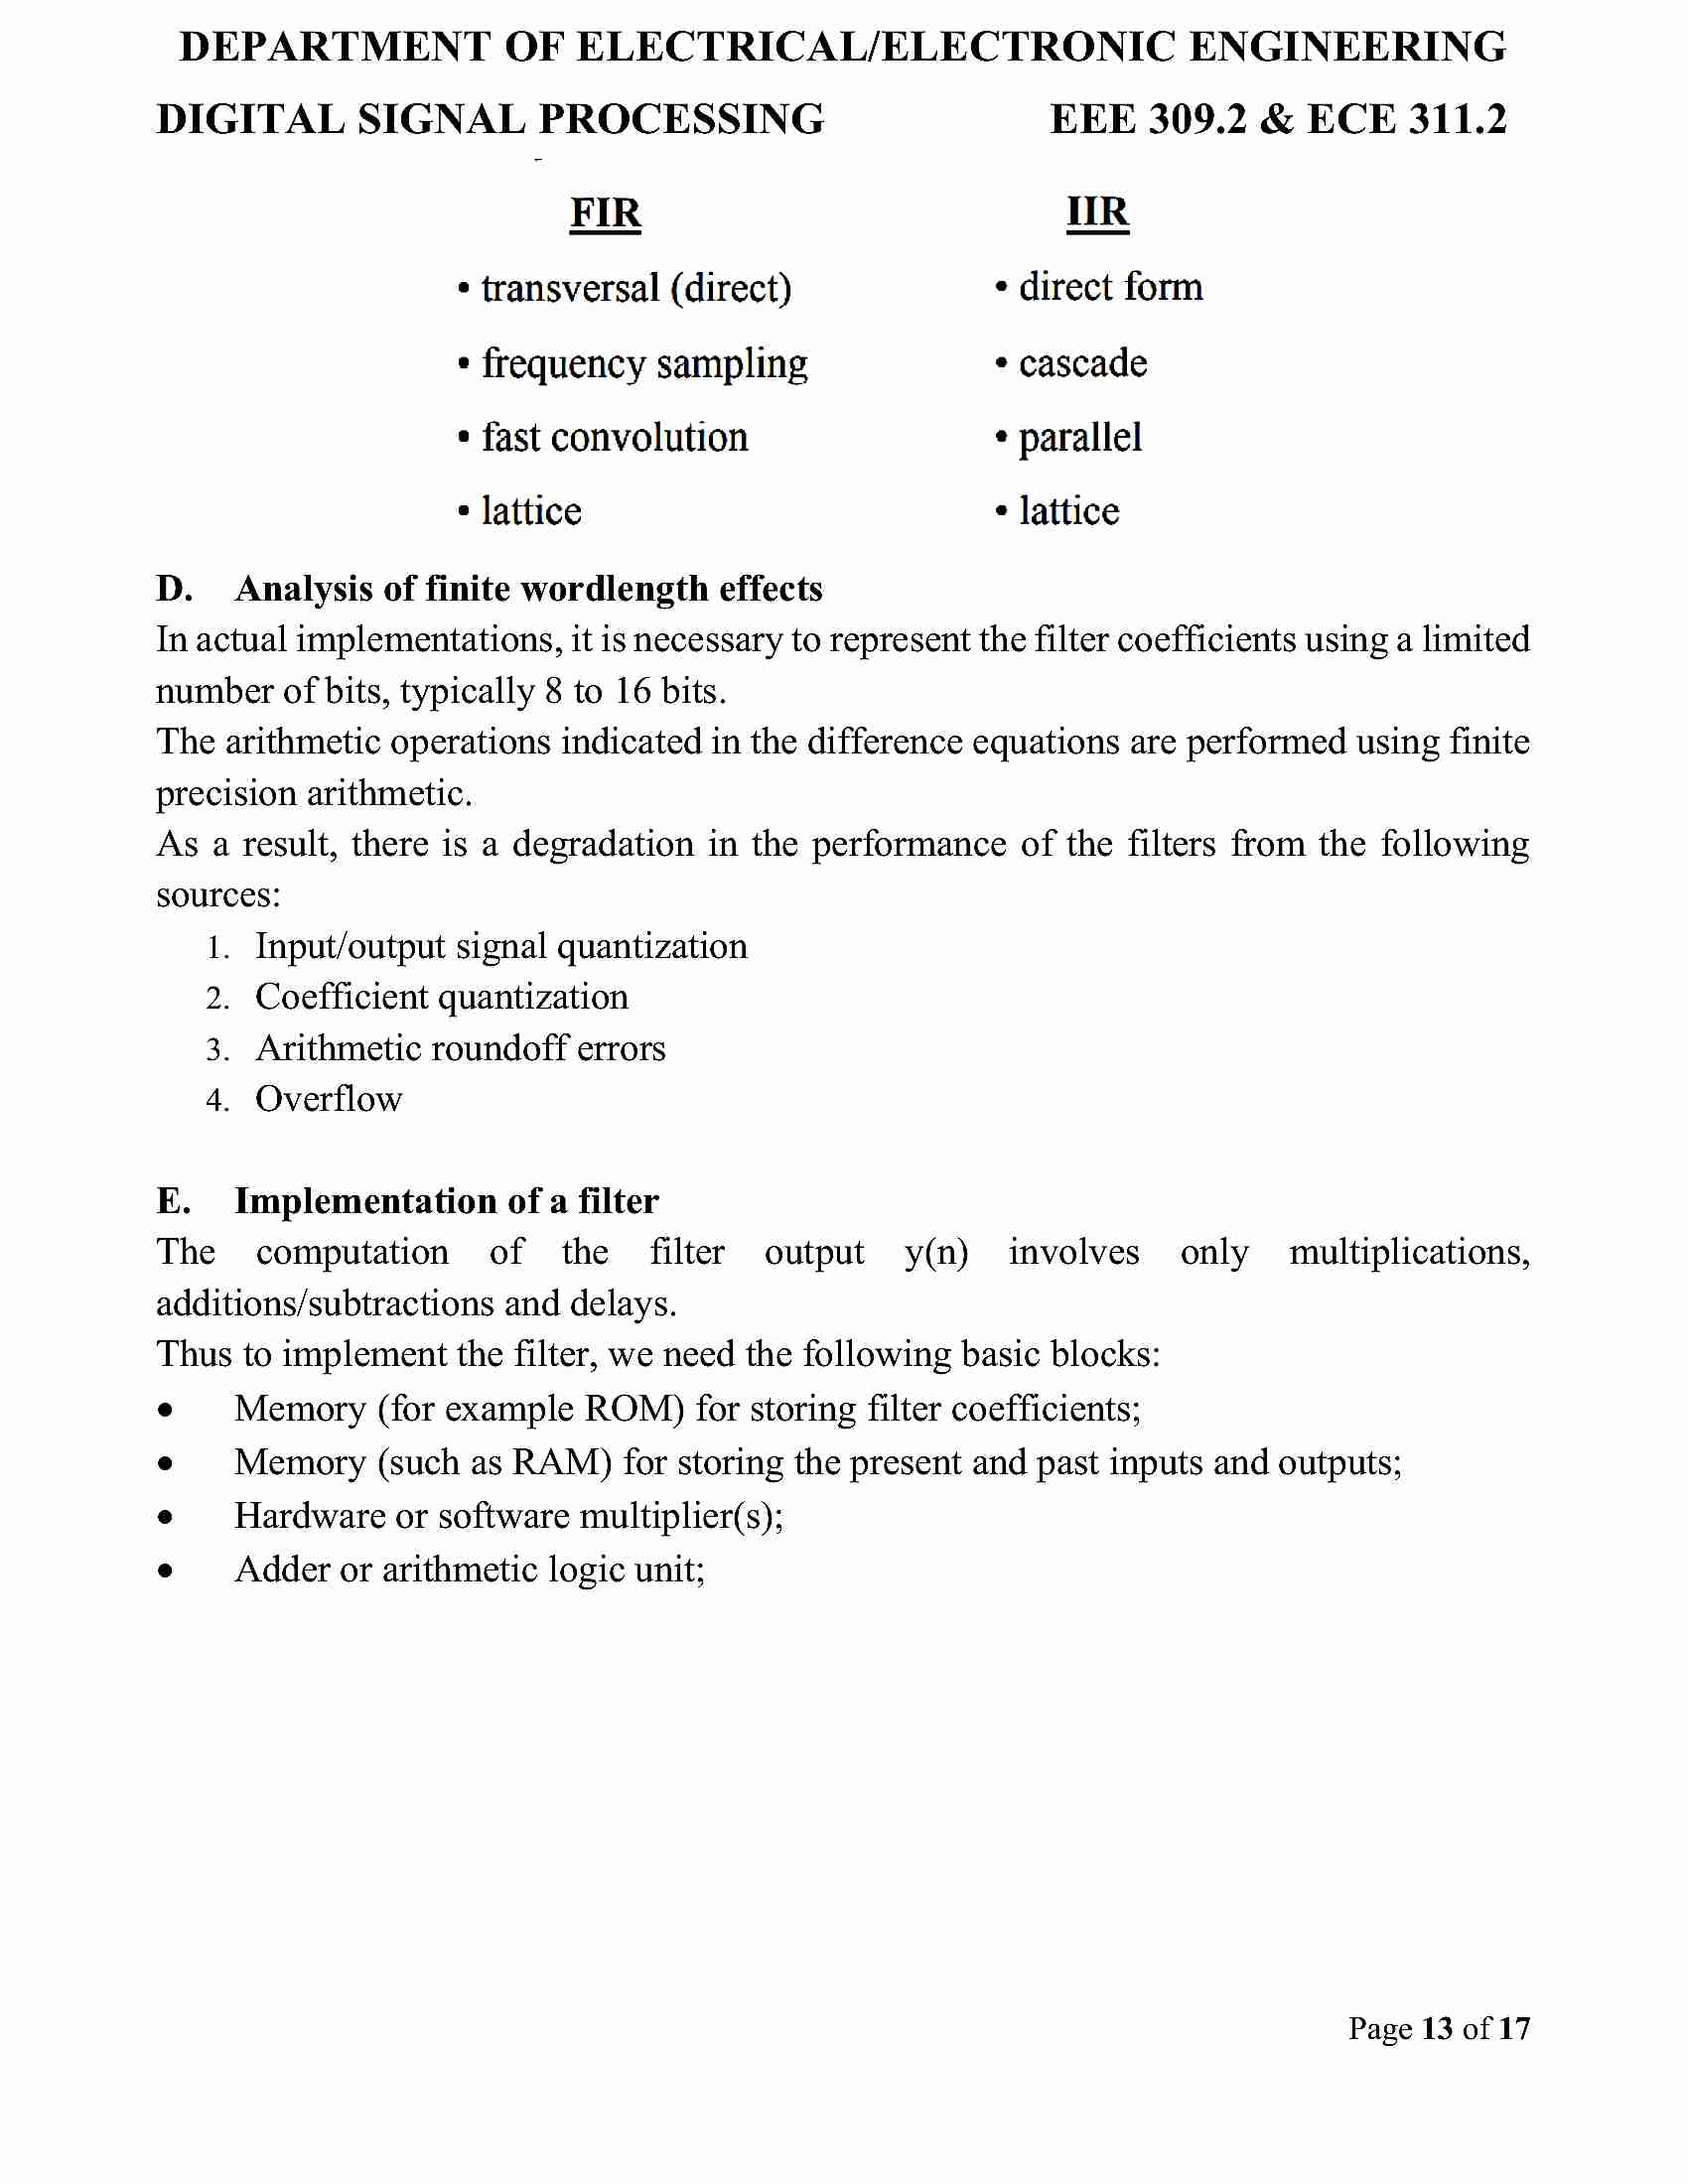 DEPARTMENT OF ELECTRICAL/ELECTRONIC ENGINEERING
DIGITAL SIGNAL PROCESSING EEE 309.2 & ECE 311.2
FIR IIR
• transversal (direct) • direct form
• frequency sampling • cascade
• fast convolution • parallel
• lattice • lattice
D. Analysis of finite wordlength effects
In actual implementations, it is necessary to represent the filter coefficients using a limited
number of bits, typically 8 to 16 bits.
The arithmetic operations indicated in the difference equations are performed using finite
precision arithmetic.
As a result, there is a degradation in the performance of the filters from the following
sources:
1. Input/output signal quantization
2. Coefficient quantization
3. Arithmetic roundoff errors
4. Overflow
E. Implementation of a filter
The computation of the filter output y(n) involves only multiplications,
additions/subtractions and delays.
Thus to implement the filter, we need the following basic blocks:
• Memory (for example ROM) for storing filter coefficients;
• Memory (such as RAM) for storing the present and past inputs and outputs;
• Hardware or software multiplier(s);
• Adder or arithmetic logic unit;
Page 13 of 17